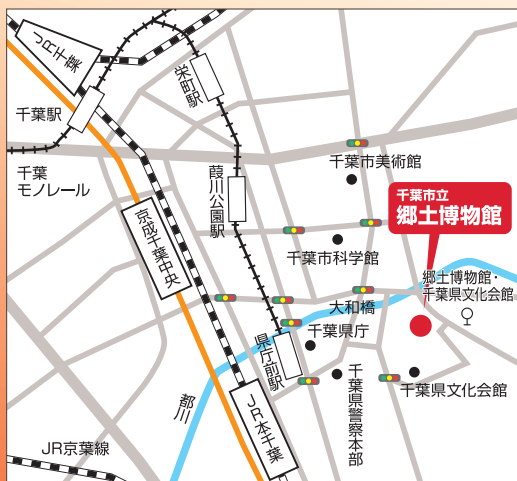 JR千葉
千葉駅
千葉
モノレール
栄町駅
葭川公園駅
京成千葉中央
千葉市美術館
千葉市立
郷土博物館
千葉市科学館
郷土博物館・
千葉県文化会館
大和橋
千葉県庁
県庁前駅
千葉県警察本部
千葉県文化会館
都川
JR本千葉
JR京葉線